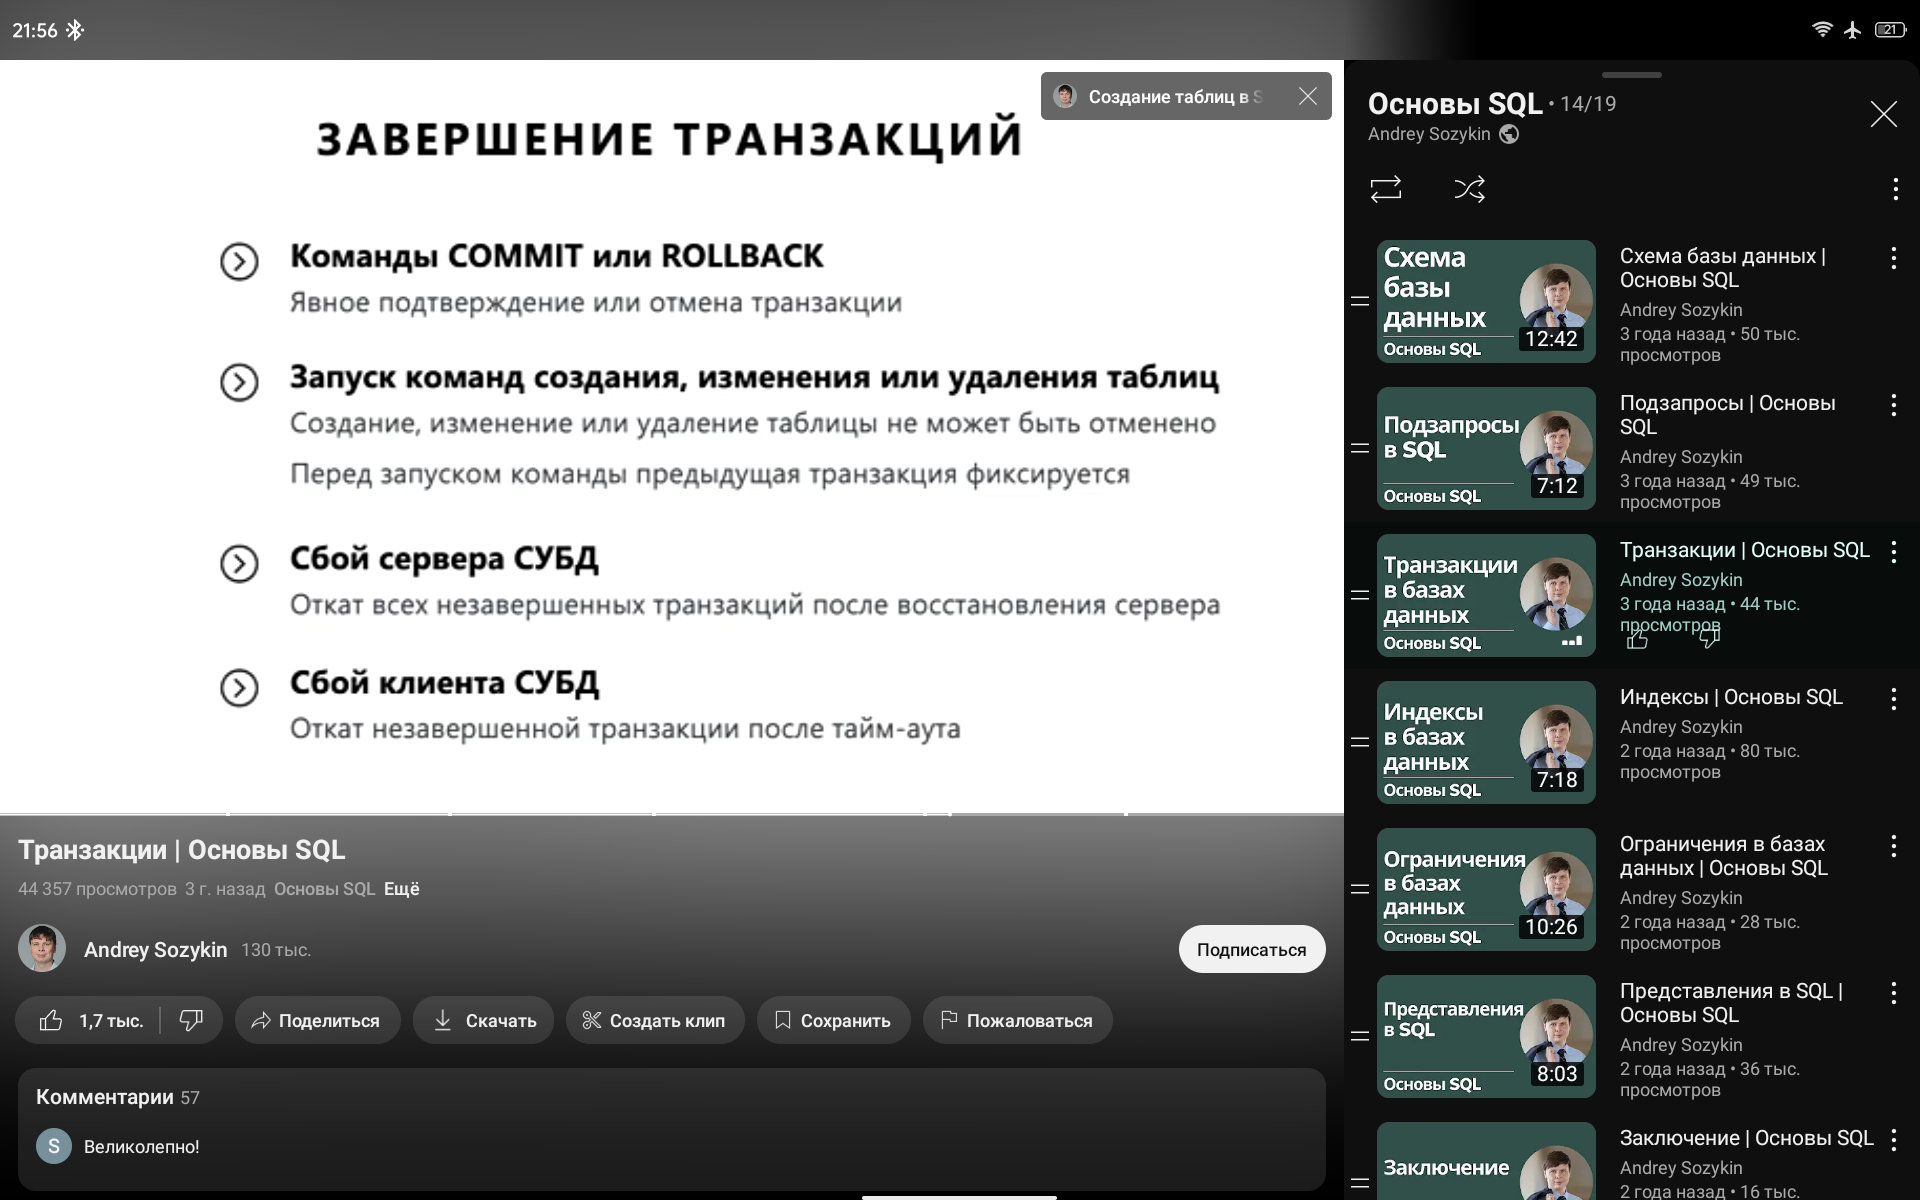 21:56
21
Создание таблиц в
ЗАВЕРШЕНИЕ ТРАНЗАКЦИЙ
Команды COMMIT или ROLLBACK
Явное подтверждение или отмена транзакции
Запуск команд создания, изменения или удаления таблиц
Создание, изменение или удаление таблицы не может быть отменено
Перед запуском команды предыдущая транзакция фиксируется
Сбой сервера СУБД
Откат всех незавершенных транзакций после восстановления сервера
Сбой клиента СУБД
Откат незавершенной транзакции после тайм-аута
Транзакции | Основы SQL
44 357 просмотров 3 г. назад Основы SQL Ещё
Andrey Sozykin 130 тыс.
Подписаться
1,7 тыс.
Поделиться
Скачать
Создать клип
Сохранить
Пожаловаться
Комментарии 57
S
Великолепно!
Основы SQL • 14/19
Andrey Sozykin
Схема
базы
данных
Основы SQL
12:42
Схема базы данных |
Основы SQL
Andrey Sozykin
3 года назад • 50 тыс.
просмотров
Подзапросы
в SQL
Основы SQL
7:12
Подзапросы | Основы
SQL
Andrey Sozykin
3 года назад • 49 тыс.
просмотров
Транзакции
в базах
данных
Основы SQL
Транзакции | Основы SQL
Andrey Sozykin
3 года назад • 44 тыс.
просмотров
Индексы
в базах
данных
Основы SQL
7:18
Индексы | Основы SQL
Andrey Sozykin
2 года назад • 80 тыс.
просмотров
Ограничения
в базах
данных
Основы SQL
10:26
Ограничения в базах
данных | Основы SQL
Andrey Sozykin
2 года назад • 28 тыс.
просмотров
Представления
в SQL
Основы SQL
8:03
Представления в SQL |
Основы SQL
Andrey Sozykin
2 года назад • 36 тыс.
просмотров
Заключение
Заключение | Основы SQL
Andrey Sozykin
2 года назад • 16 тыс.